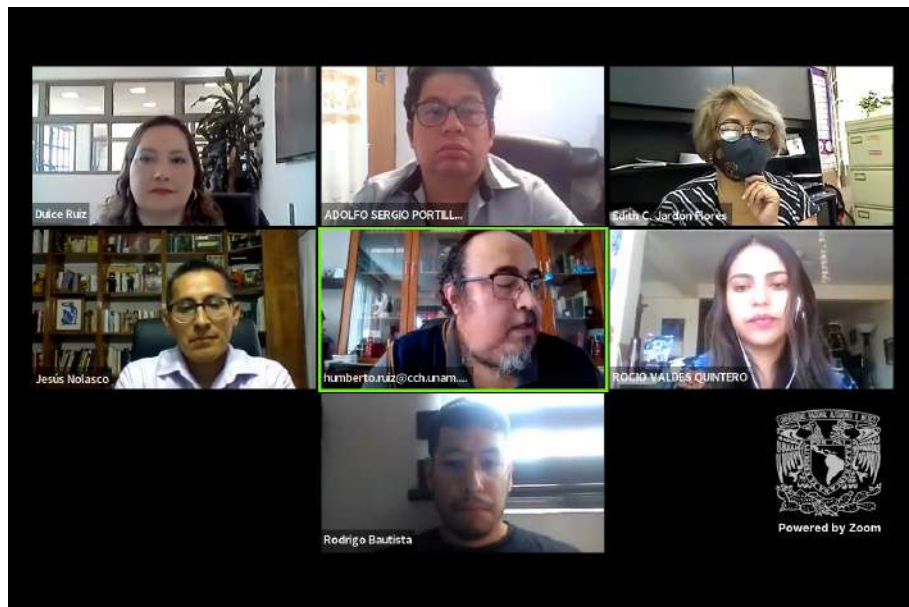 Dulce Ruiz
ADOLFO SERGIO PORTILL...
Edith C. Jardón Flores
Jesús Nolasco
humberto.ruiz@cch.unam....
ROCIO VALDES QUINTERO
Rodrigo Bautista
Powered by Zoom